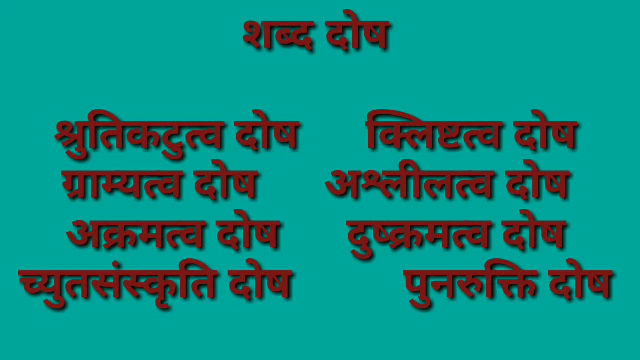 शब्द दोष
श्रुतिकटुत्व दोष क्लिष्टत्व दोष
ग्राम्यत्व दोष अश्लीलत्व दोष
अक्रमत्व दोष दुष्क्रमत्व दोष
च्युतसंस्कृति दोष पुनरुक्ति दोष